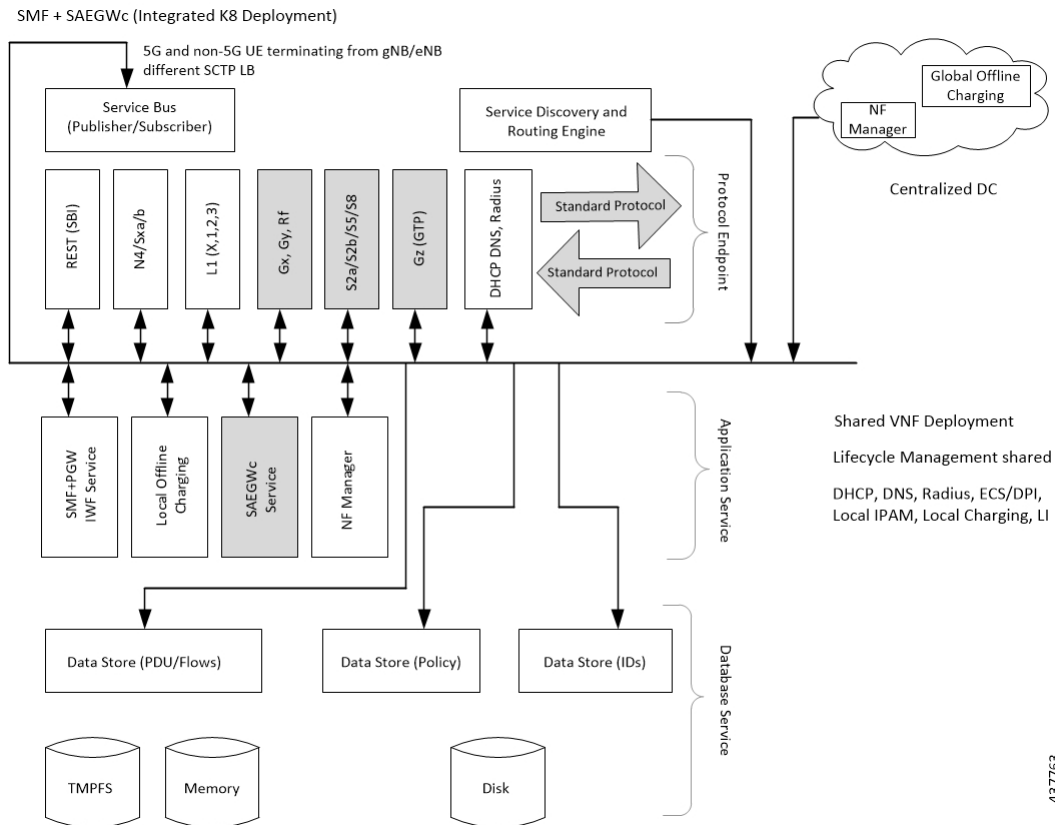 SMF + SAEGWc (Integrated K8 Deployment)
5G and non-5G UE terminating from gNB/eNB
different SCTP LB
Service Bus
(Publisher/Subscriber)
Service Discovery and
Routing Engine
Global Offline
Charging
NF
Manager
Centralized DC
REST (SBI)
N4/Sxa/b
L1 (X,1,2,3)
Gx, Gy, Rf
S2a/S2b/S5/S8
Gz (GTP)
DHCP DNS, Radius
Standard Protocol
Standard Protocol
Protocol Endpoint
SMF+PGW
IWF Service
Local Offline
Charging
SAEGWc
Service
NF Manager
Application Service
Shared VNF Deployment
Lifecycle Management shared
DHCP, DNS, Radius, ECS/DPI,
Local IPAM, Local Charging, LI
Data Store (PDU/Flows)
Data Store (Policy)
Data Store (IDs)
Database Service
TMPFS
Memory
Disk
437763